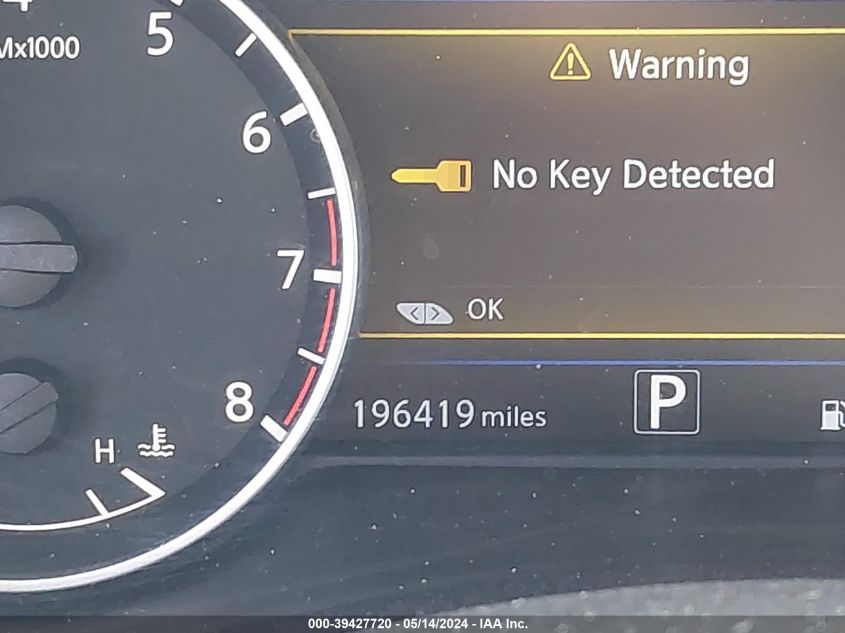 4
Mx1000
5
6
7
8
H
Warning
No Key Detected
OK
196419 miles
P
000-39427720 - 05/14/2024 - IAA Inc.